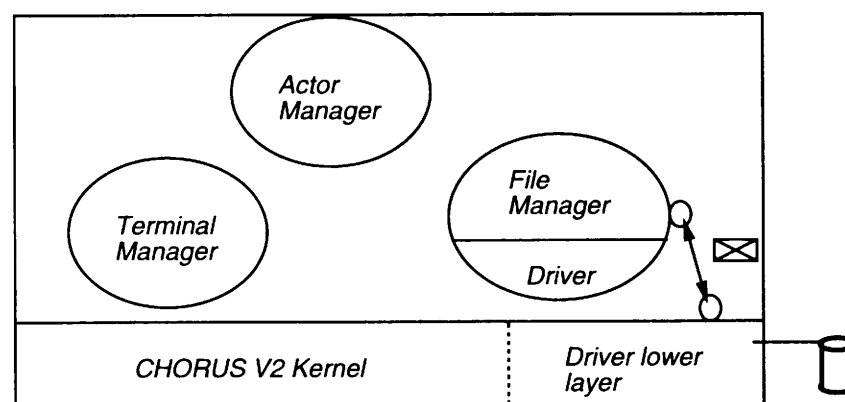 Actor
Manager
File
Manager
Terminal
Manager
Driver
CHORUS V2 Kernel
Driver lower
layer